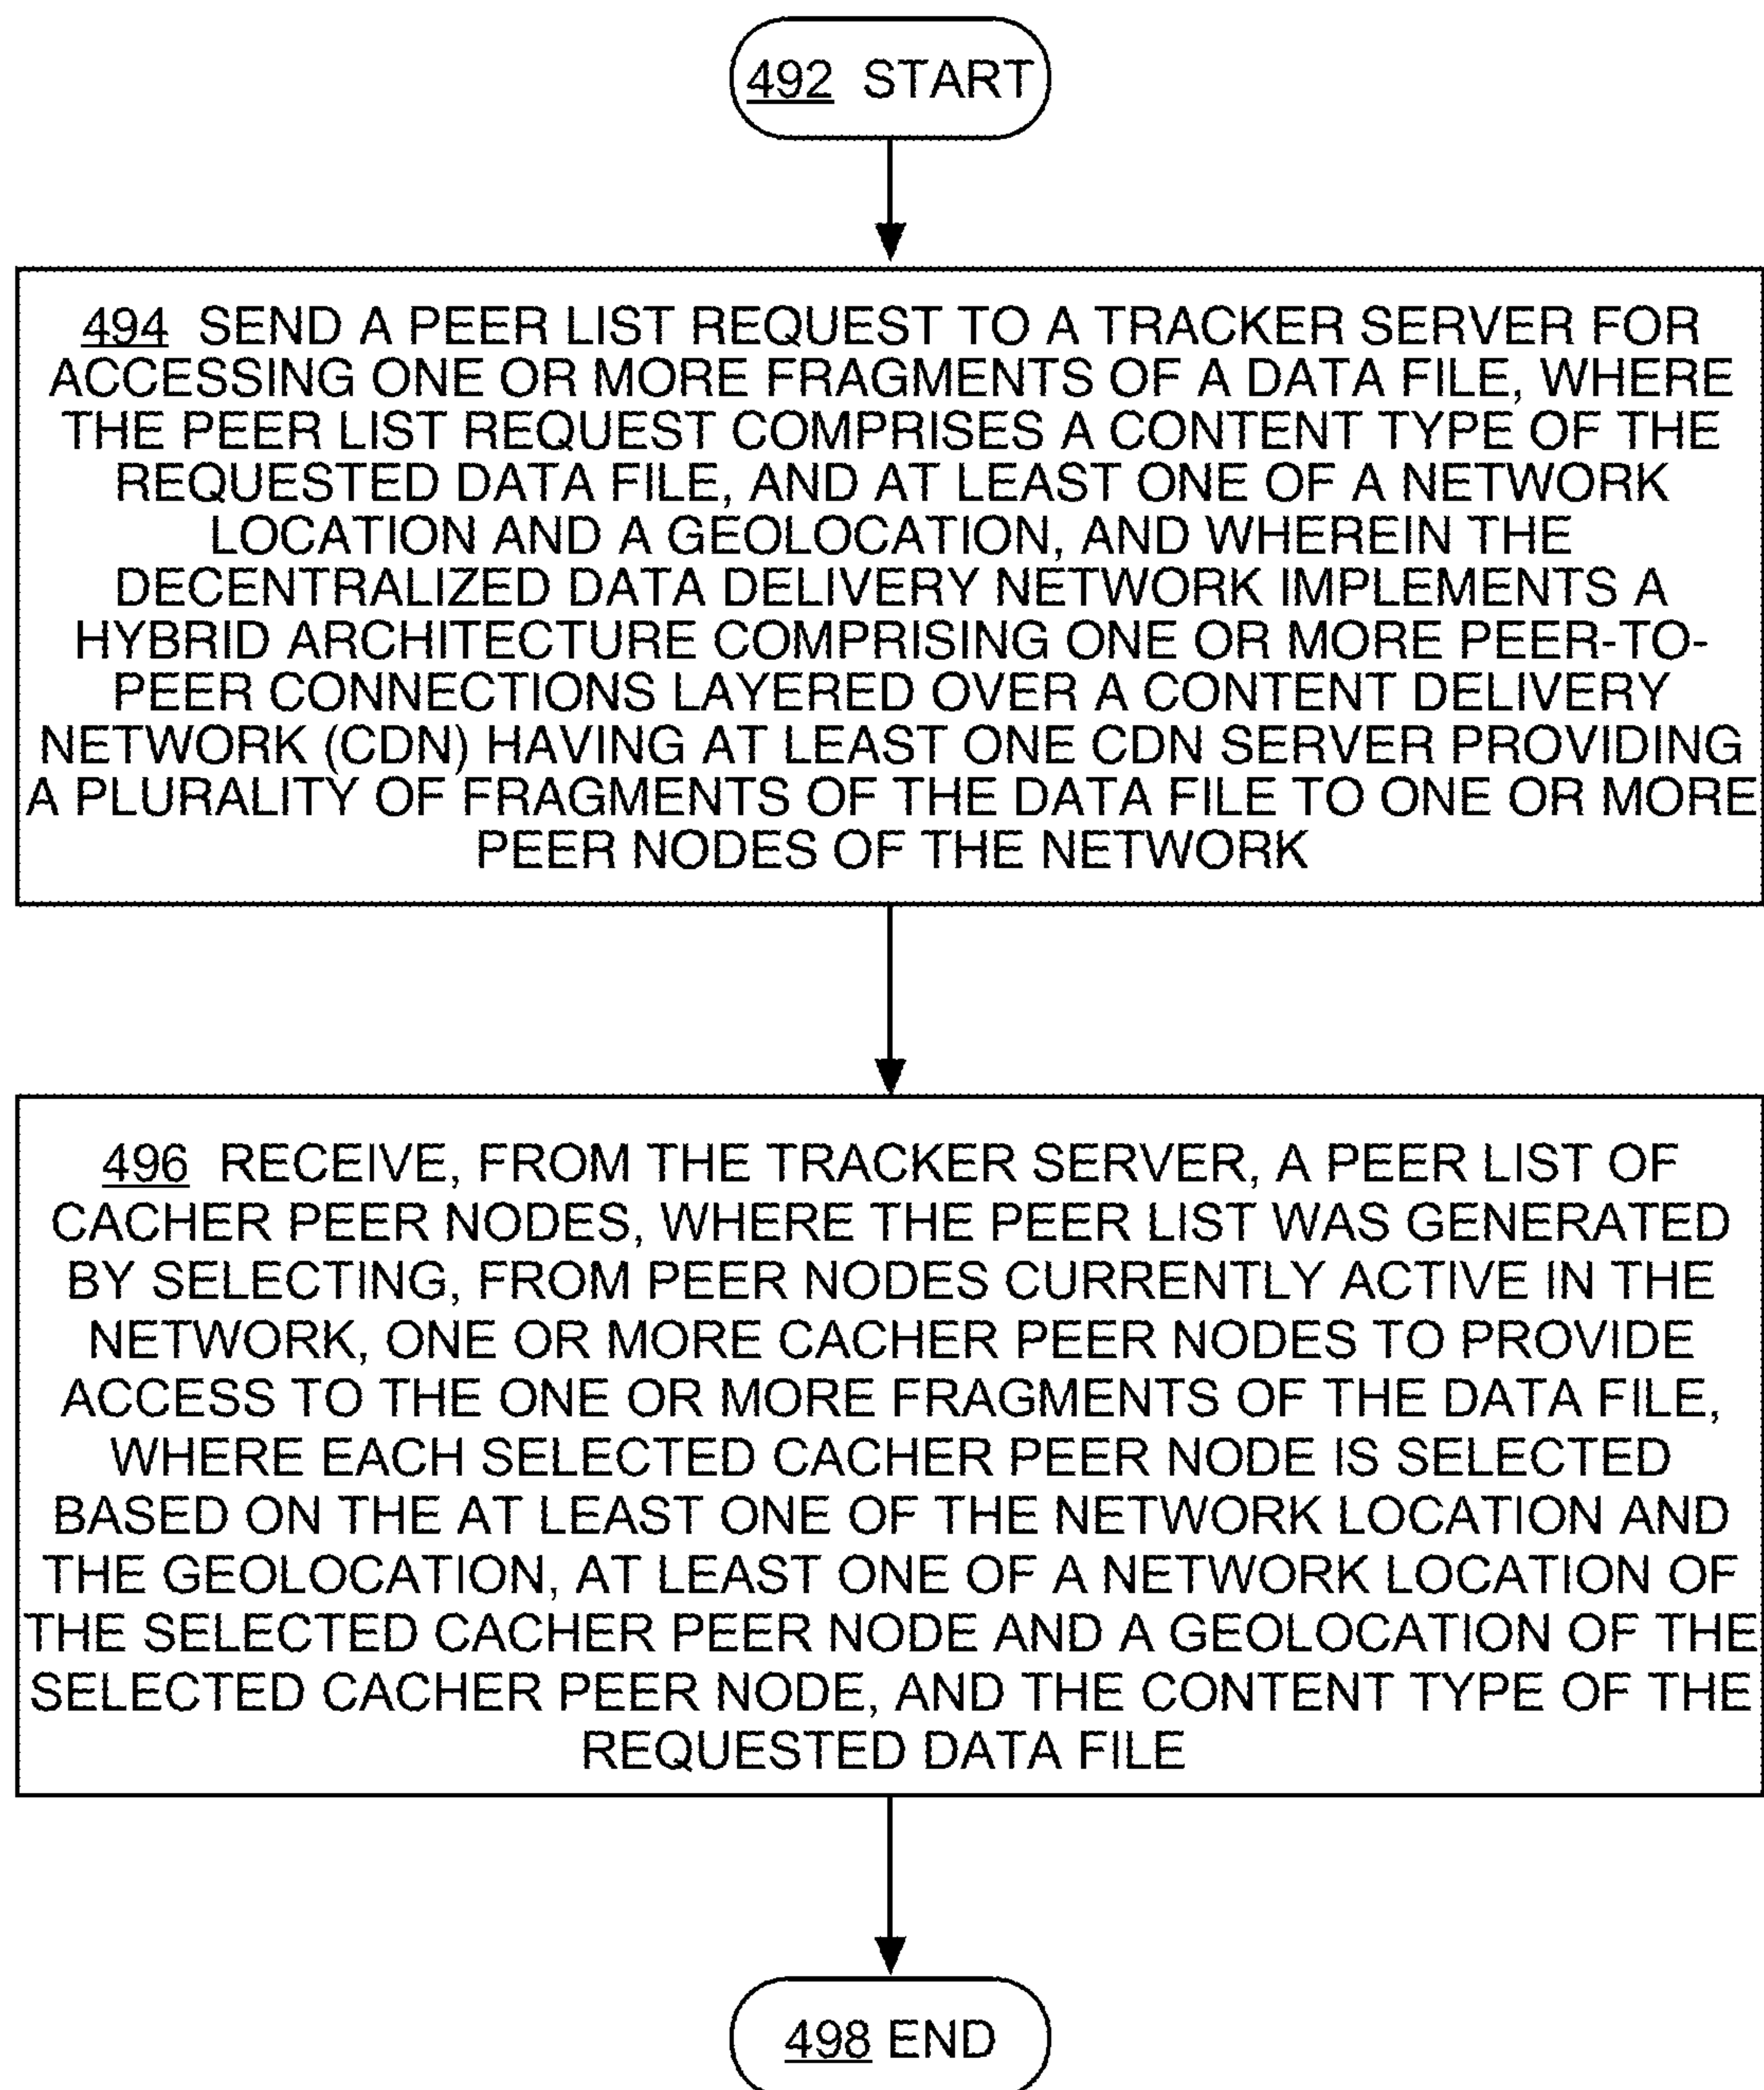 492 START
494 SEND A PEER LIST REQUEST TO A TRACKER SERVER FOR
ACCESSING ONE OR MORE FRAGMENTS OF A DATA FILE, WHERE
THE PEER LIST REQUEST COMPRISES A CONTENT TYPE OF THE
REQUESTED DATA FILE, AND AT LEAST ONE OF A NETWORK
LOCATION AND A GEOLOCATION, AND WHEREIN THE
DECENTRALIZED DATA DELIVERY NETWORK IMPLEMENTS A
HYBRID ARCHITECTURE COMPRISING ONE OR MORE PEER-TO-
PEER CONNECTIONS LAYERED OVER A CONTENT DELIVERY
NETWORK (CDN) HAVING AT LEAST ONE CDN SERVER PROVIDING
A PLURALITY OF FRAGMENTS OF THE DATA FILE TO ONE OR MORE
PEER NODES OF THE NETWORK
496 RECEIVE, FROM THE TRACKER SERVER, A PEER LIST OF
CACHER PEER NODES, WHERE THE PEER LIST WAS GENERATED
BY SELECTING, FROM PEER NODES CURRENTLY ACTIVE IN THE
NETWORK, ONE OR MORE CACHER PEER NODES TO PROVIDE
ACCESS TO THE ONE OR MORE FRAGMENTS OF THE DATA FILE,
WHERE EACH SELECTED CACHER PEER NODE IS SELECTED
BASED ON THE AT LEAST ONE OF THE NETWORK LOCATION AND
THE GEOLOCATION, AT LEAST ONE OF A NETWORK LOCATION OF
THE SELECTED CACHER PEER NODE AND A GEOLOCATION OF THE
SELECTED CACHER PEER NODE, AND THE CONTENT TYPE OF THE
REQUESTED DATA FILE
498 END